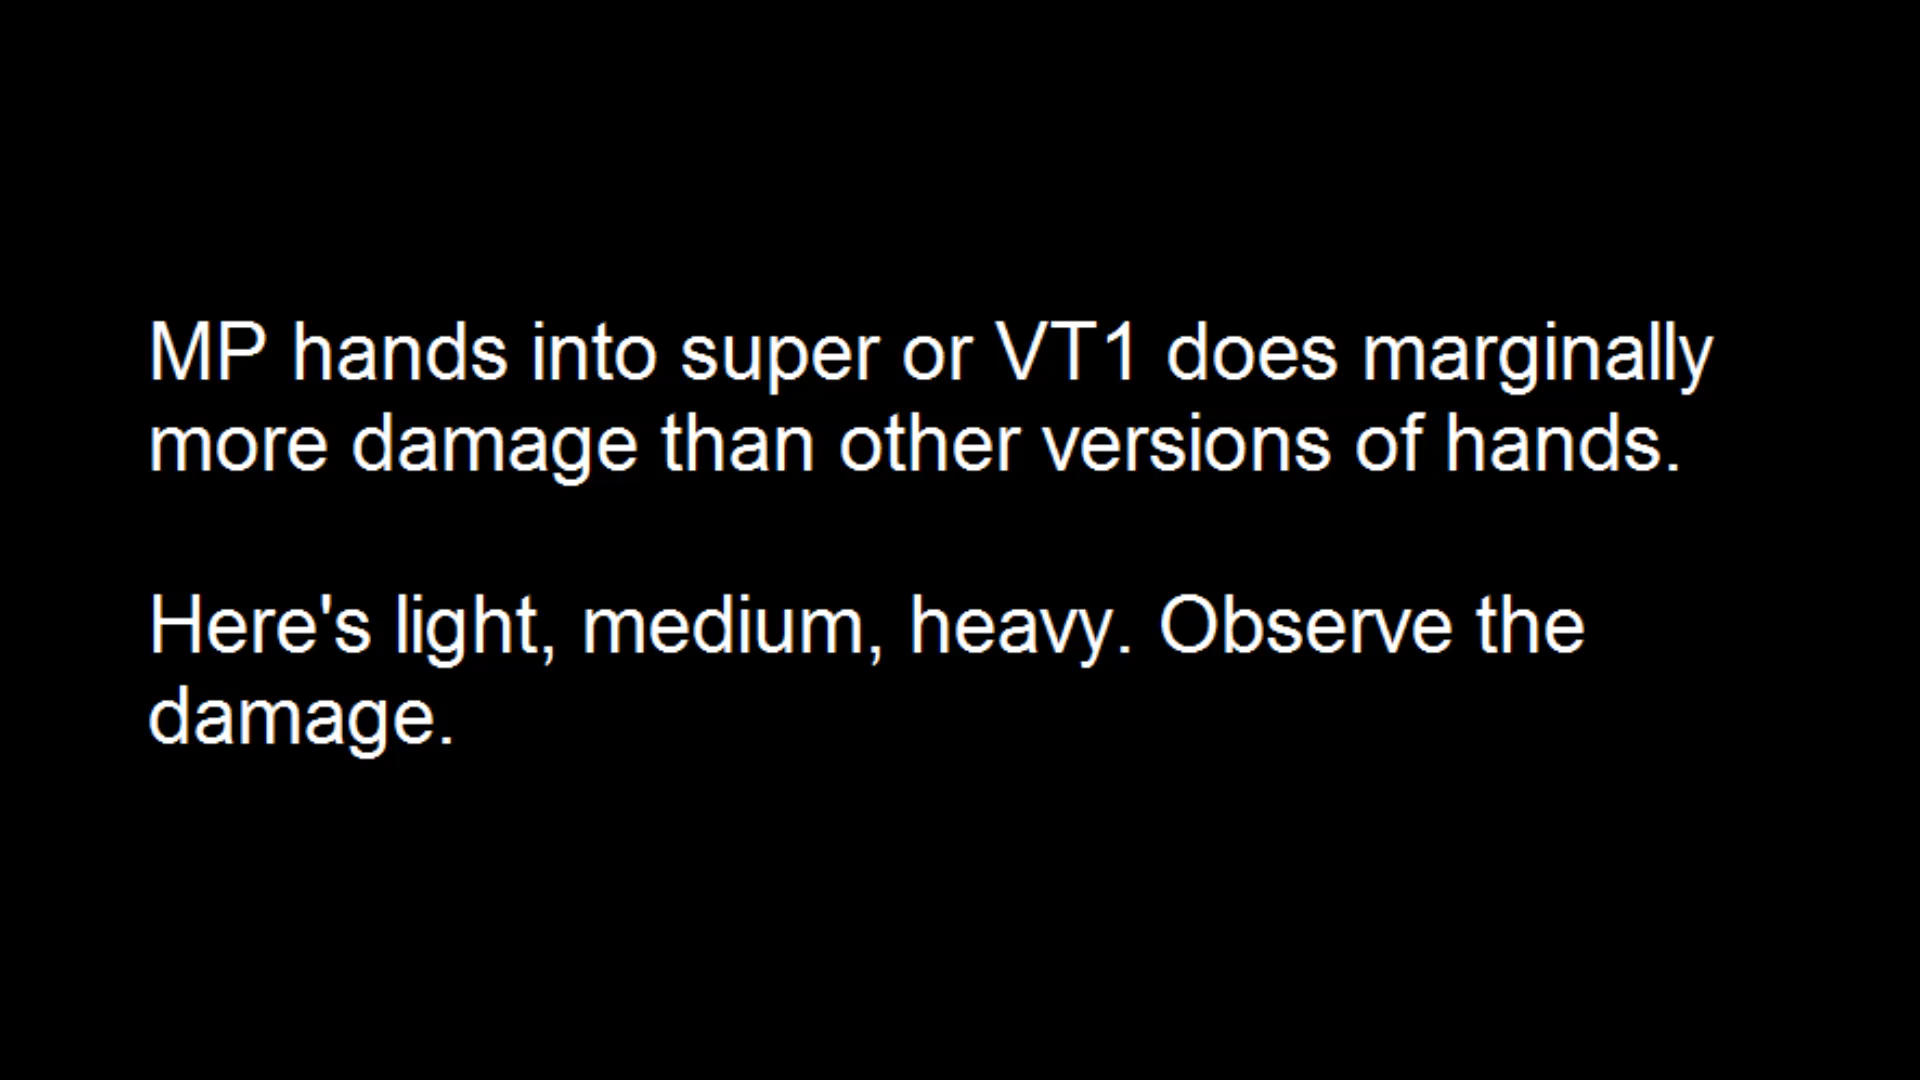 MP hands into super or VT1 does marginally
more damage than other versions of hands.
Here's light, medium, heavy. Observe the
damage.